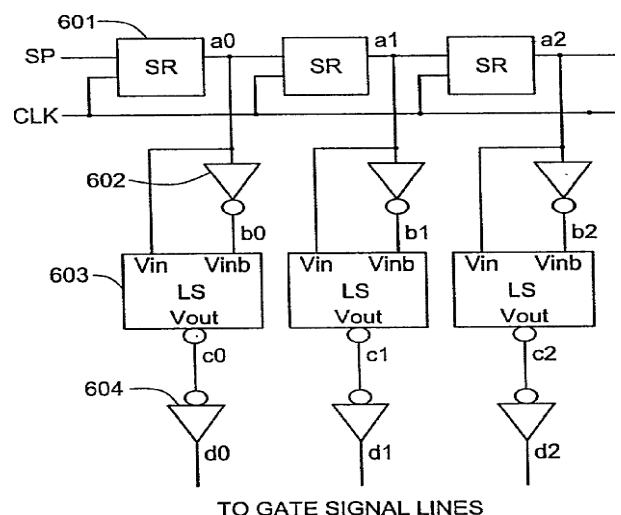 601
a0 a1 a2
SP SR SR SR
CLK
602
b0 b1 b2
Vin Vinb Vin Vinb Vin Vinb
603 LS LS LS
Vout Vout Vout
c0 c1 c2
604
d0 d1 d2
TO GATE SIGNAL LINES